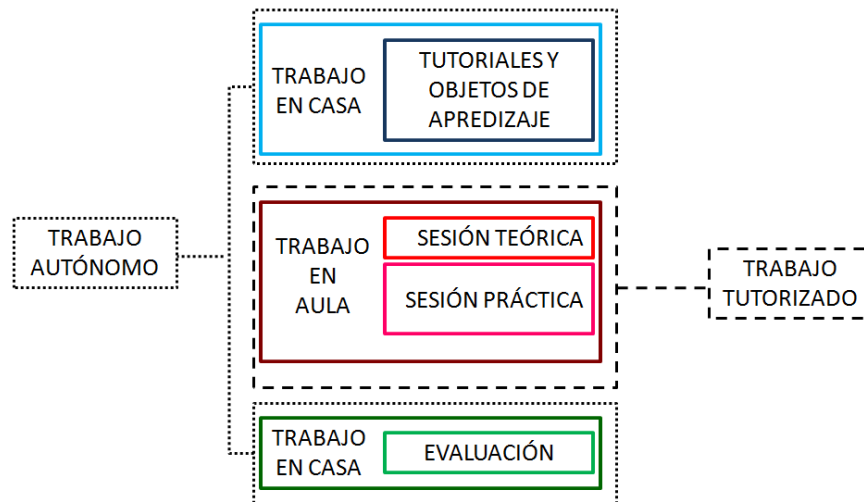 TRABAJO
EN CASA
TUTORIALES Y
OBJETOS DE
APREDIZAJE
TRABAJO
AUTÓNOMO
TRABAJO
EN
AULA
SESIÓN TEÓRICA
SESIÓN PRÁCTICA
TRABAJO
TUTORIZADO
TRABAJO
EN CASA
EVALUACIÓN